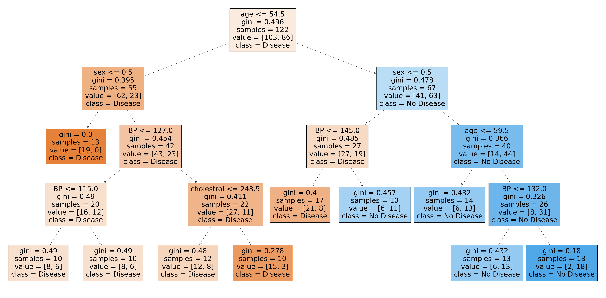 age <= 54.5
gini = 0.496
samples = 122
value = [103, 86]
class = Disease
sex <= 0.5
gini = 0.395
samples = 55
value = [62, 23]
class = Disease
sex <= 0.5
gini = 0.478
samples = 67
value = [41, 63]
class = No Disease
gini = 0.0
samples = 13
value = [19, 0]
class = Disease
BP <= 127.0
gini = 0.454
samples = 42
value = [43, 23]
class = Disease
BP <= 145.0
gini = 0.485
samples = 27
value = [27, 19]
class = Disease
age <= 59.5
gini = 0.366
samples = 40
value = [14, 44]
class = No Disease
BP <= 115.0
gini = 0.49
samples = 20
value = [16, 12]
class = Disease
cholestral <=
gini = 0.411
samples = 22
value = [27, 11]
class = Disease
gini = 0.4
samples = 17
value = [21, 8]
class = Disease
gini = 0.457
samples = 10
value = [6, 11]
class = No Disease
gini = 0.432
samples = 14
value = [6, 13]
class = No Disease
BP <= 132.0
gini = 0.326
samples = 26
value = [8, 31]
class = No Disease
gini = 0.49
samples = 10
value = [8, 6]
class = Disease
gini = 0.49
samples = 10
value = [8, 6]
class = Disease
gini = 0.48
samples = 12
value = [12, 8]
class = Disease
gini = 0.278
samples = 10
value = [15, 3]
class = Disease
gini = 0.432
samples = 13
value = [6, 13]
class = No Disease
gini = 0.18
samples = 13
value = [2, 18]
class = No Disease